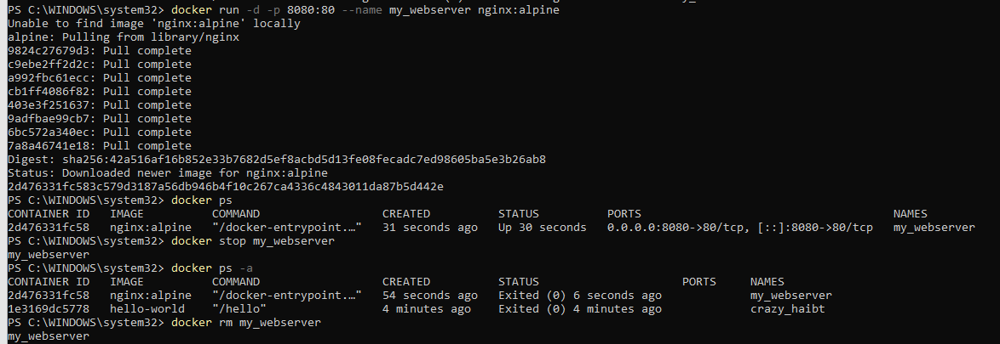 PS C:\WINDOWS\system32> docker run -d -p 8080:80 --name my_webserver nginx:alpine
Unable to find image 'nginx:alpine' locally
alpine: Pulling from library/nginx
9824c27679d3: Pull complete
c9ebe2ff2d2c: Pull complete
a992fbc61ecc: Pull complete
cb1ff4086f82: Pull complete
403e3f251637: Pull complete
9adfbae99cb7: Pull complete
6bc572a340ec: Pull complete
7a8a46741e18: Pull complete
Digest: sha256:42a516af16b852e33b7682d5ef8acbd5d13fe08fecadc7ed98605ba5e3b26ab8
Status: Downloaded newer image for nginx:alpine
2d476331fc583c579d3187a56db946b4f10c267ca4336c4843011da87b5d442e
PS C:\WINDOWS\system32> docker ps
CONTAINER ID   IMAGE          COMMAND                  CREATED          STATUS          PORTS                                     NAMES
2d476331fc58   nginx:alpine   "/docker-entrypoint.…"   31 seconds ago   Up 30 seconds   0.0.0.0:8080->80/tcp, [::]:8080->80/tcp   my_webserver
PS C:\WINDOWS\system32> docker stop my_webserver
my_webserver
PS C:\WINDOWS\system32> docker ps -a
CONTAINER ID   IMAGE          COMMAND                  CREATED          STATUS                     PORTS     NAMES
2d476331fc58   nginx:alpine   "/docker-entrypoint.…"   54 seconds ago   Exited (0) 6 seconds ago             my_webserver
1e3169dc5778   hello-world    "/hello"                 4 minutes ago    Exited (0) 4 minutes ago             crazy_haibt
PS C:\WINDOWS\system32> docker rm my_webserver
my_webserver